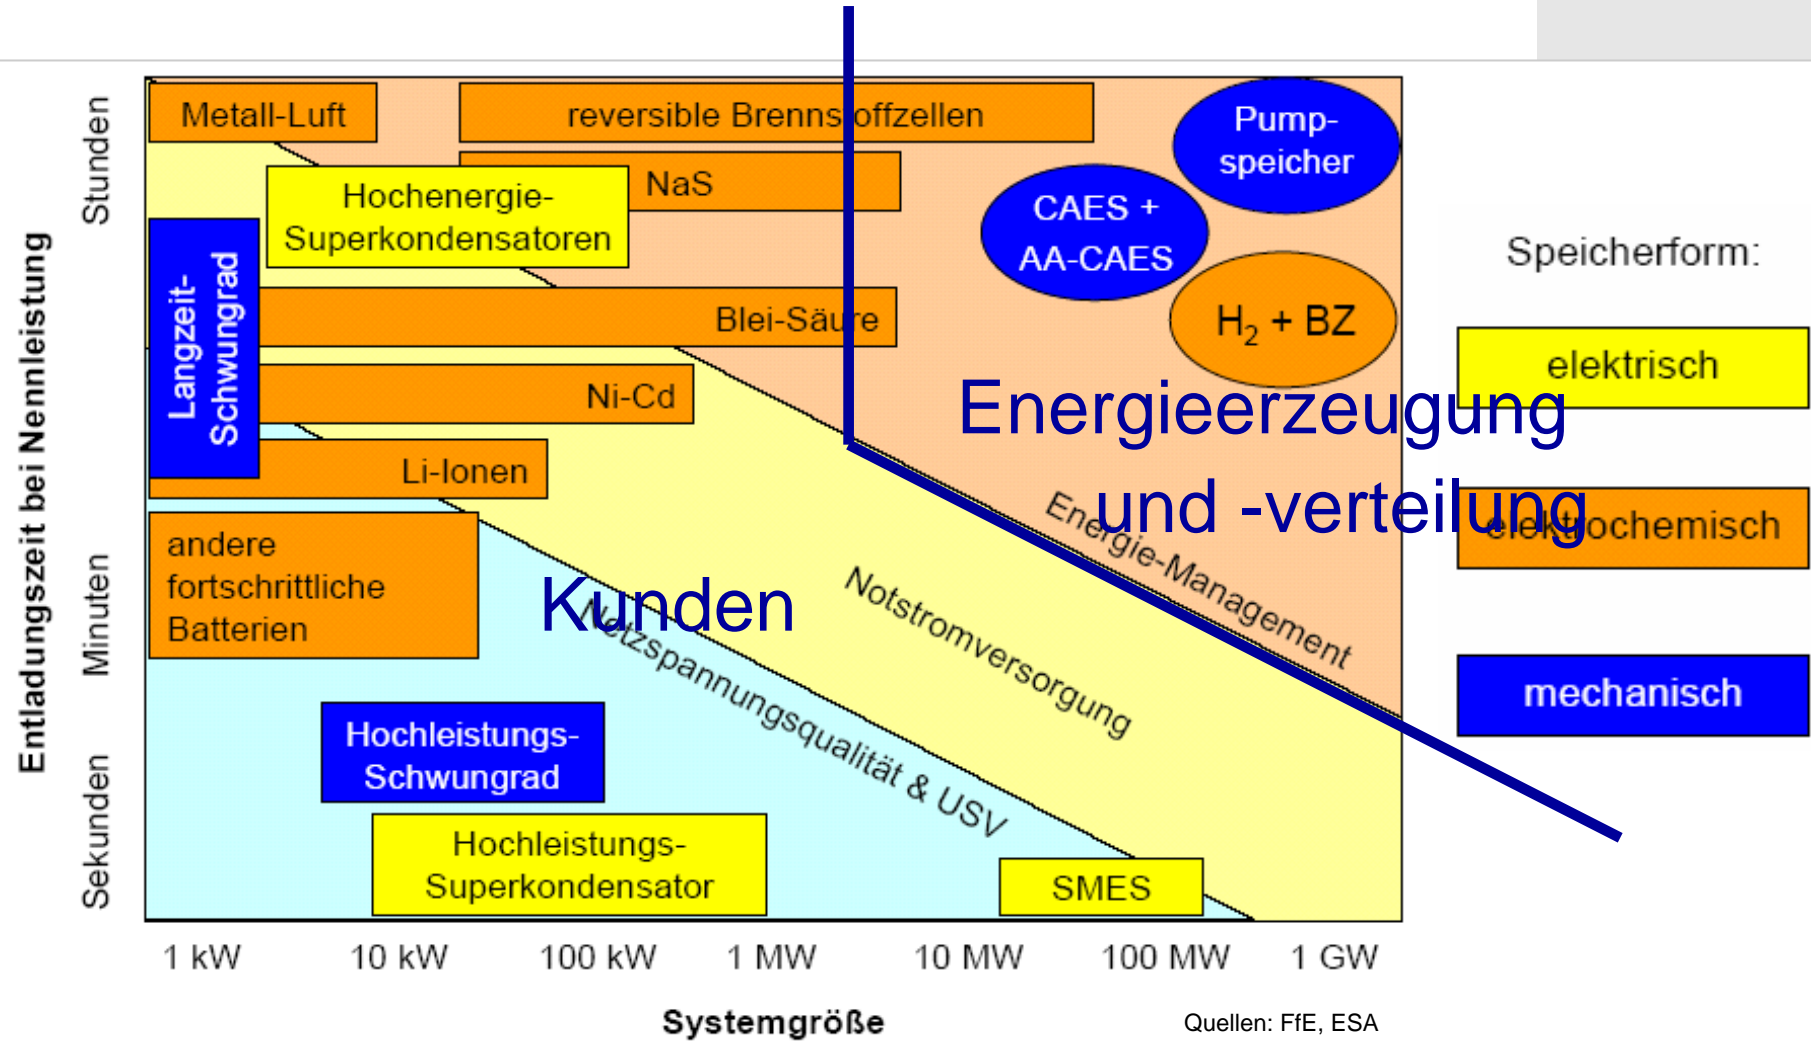 Entladungszeit bei Nennleistung
Stunden
Minuten
Sekunden
Metall-Luft
reversible Brennstoffzellen
Pump-
speicher
NaS
Hochenergie-
Superkondensatoren
CAES +
AA-CAES
Langzeit-
Schwungrad
H₂ + BZ
Blei-Säure
Ni-Cd
Li-Ionen
andere
fortschrittliche
Batterien
Energieerzeugung
und -verteilung
Energie-Management
Kunden
Notstromversorgung
Netzspannungsqualität & USV
Hochleistungs-
Schwungrad
Hochleistungs-
Superkondensator
SMES
Speicherform:
elektrisch
elektrochemisch
mechanisch
1 kW 10 kW 100 kW 1 MW 10 MW 100 MW 1 GW
Systemgröße
Quellen: FfE, ESA